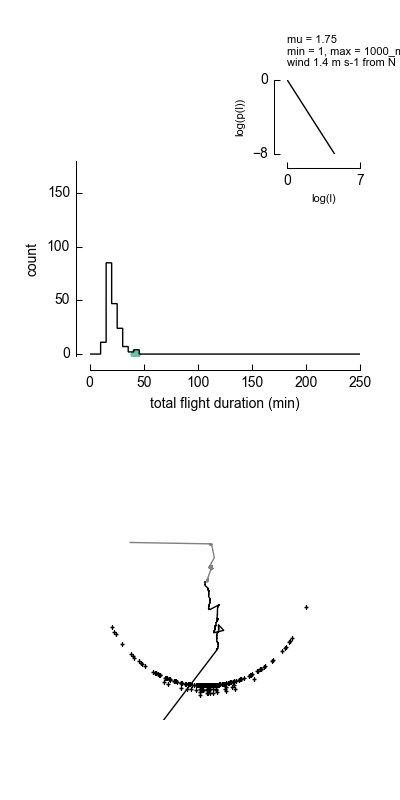 mu = 1.75
min = 1, max = 1000_m
wind 1.4 m s-1 from N
0
log(p(l))
−8
0 7
log(l)
150
100
count
50
0
0 50 100 150 200 250
total flight duration (min)